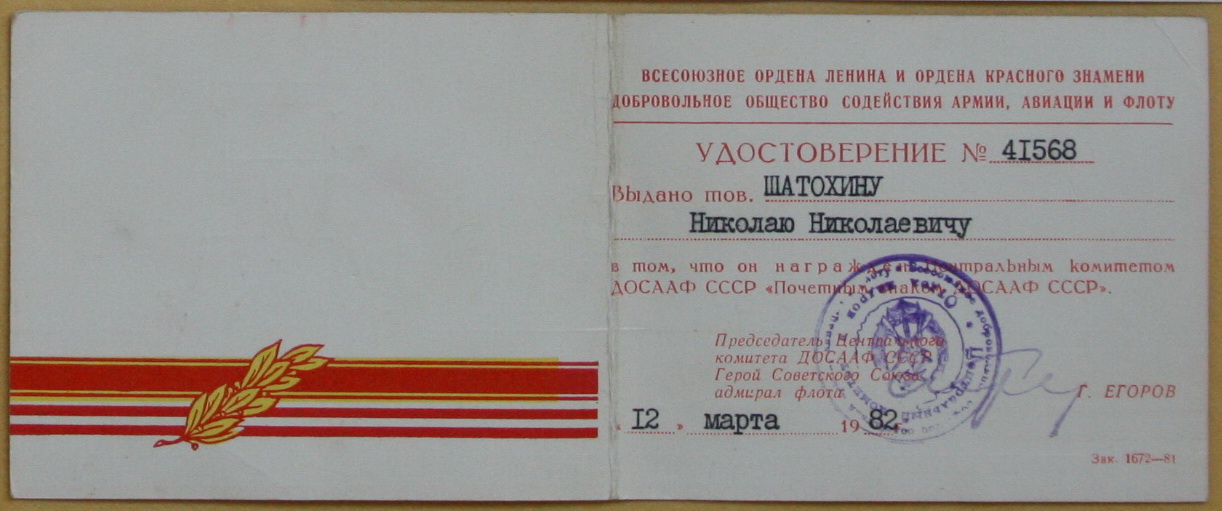 ВСЕСОЮЗНОЕ ОРДЕНА ЛЕНИНА И ОРДЕНА КРАСНОГО ЗНАМЕНИ
ДОБРОВОЛЬНОЕ ОБЩЕСТВО СОДЕЙСТВИЯ АРМИИ, АВИАЦИИ И ФЛОТУ
УДОСТОВЕРЕНИЕ № 4I568
Выдано тов. ШАТОХИНУ
Николаю Николаевичу
в том, что он награжден Центральным комитетом
ДОСААФ СССР «Почетным знаком ДОСААФ СССР».
Председатель Центрального
комитета ДОСААФ СССР
Герой Советского Союза
адмирал флота Г. ЕГОРОВ
« I2 » марта 1982
Зак. 1672—81